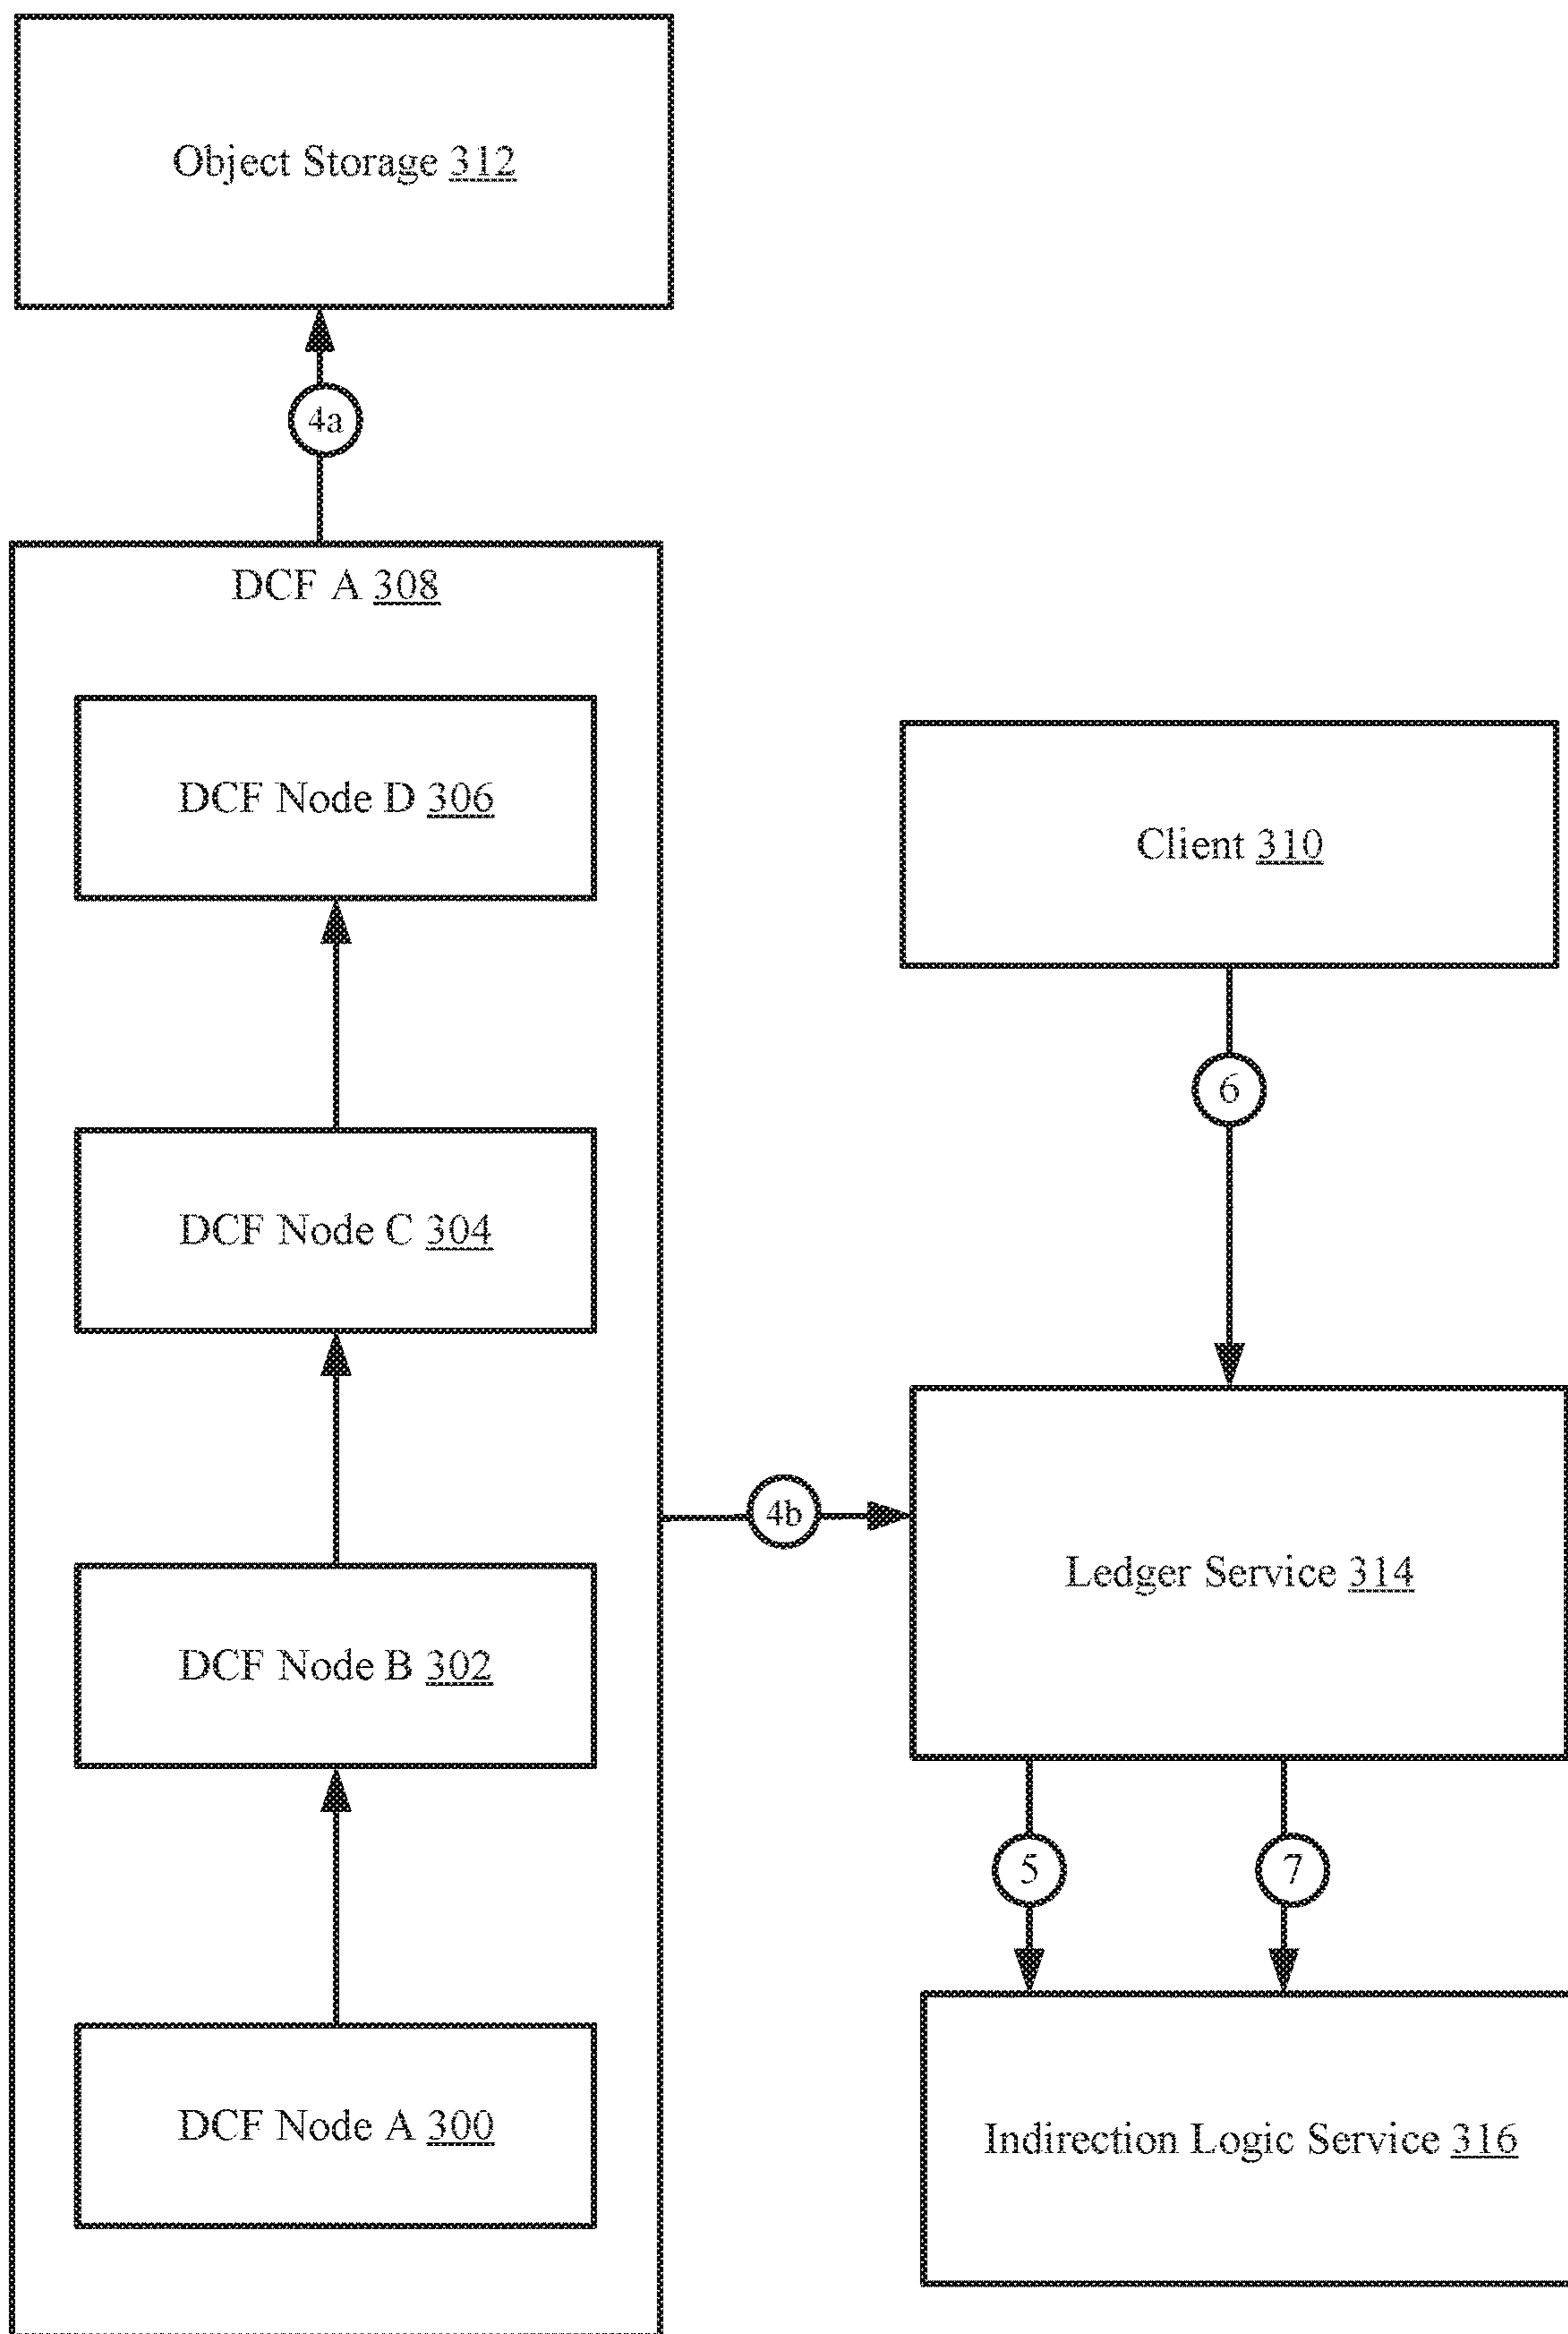 Object Storage 312
4a
DCF A 308
DCF Node D 306
Client 310
6
DCF Node C 304
4b
Ledger Service 314
DCF Node B 302
5
7
DCF Node A 300
Indirection Logic Service 316